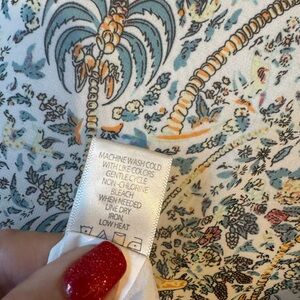 MACHINE WASH COLD
WITH LIKE COLORS
GENTLE CYCLE
NON-CHLORINE
BLEACH
WHEN NEEDED
LINE DRY
IRON,
LOW HEAT